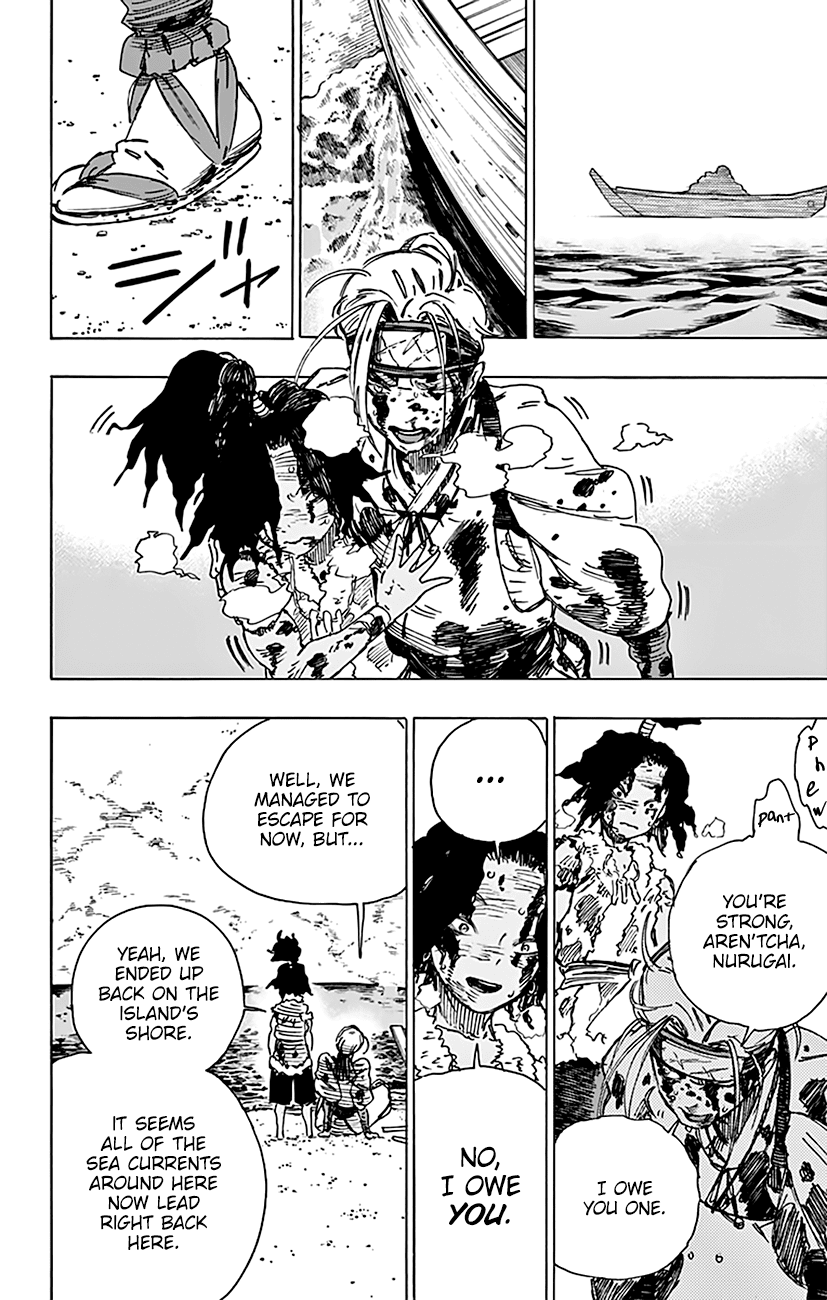 ジャ
phew
pant
YOU'RE
STRONG,
AREN'TCHA,
NURUGAI.
I OWE
YOU ONE.
...
NO,
I OWE
YOU.
WELL, WE
MANAGED TO
ESCAPE FOR
NOW, BUT...
YEAH, WE
ENDED UP
BACK ON THE
ISLAND'S
SHORE.
IT SEEMS
ALL OF THE
SEA CURRENTS
AROUND HERE
NOW LEAD
RIGHT BACK
HERE.